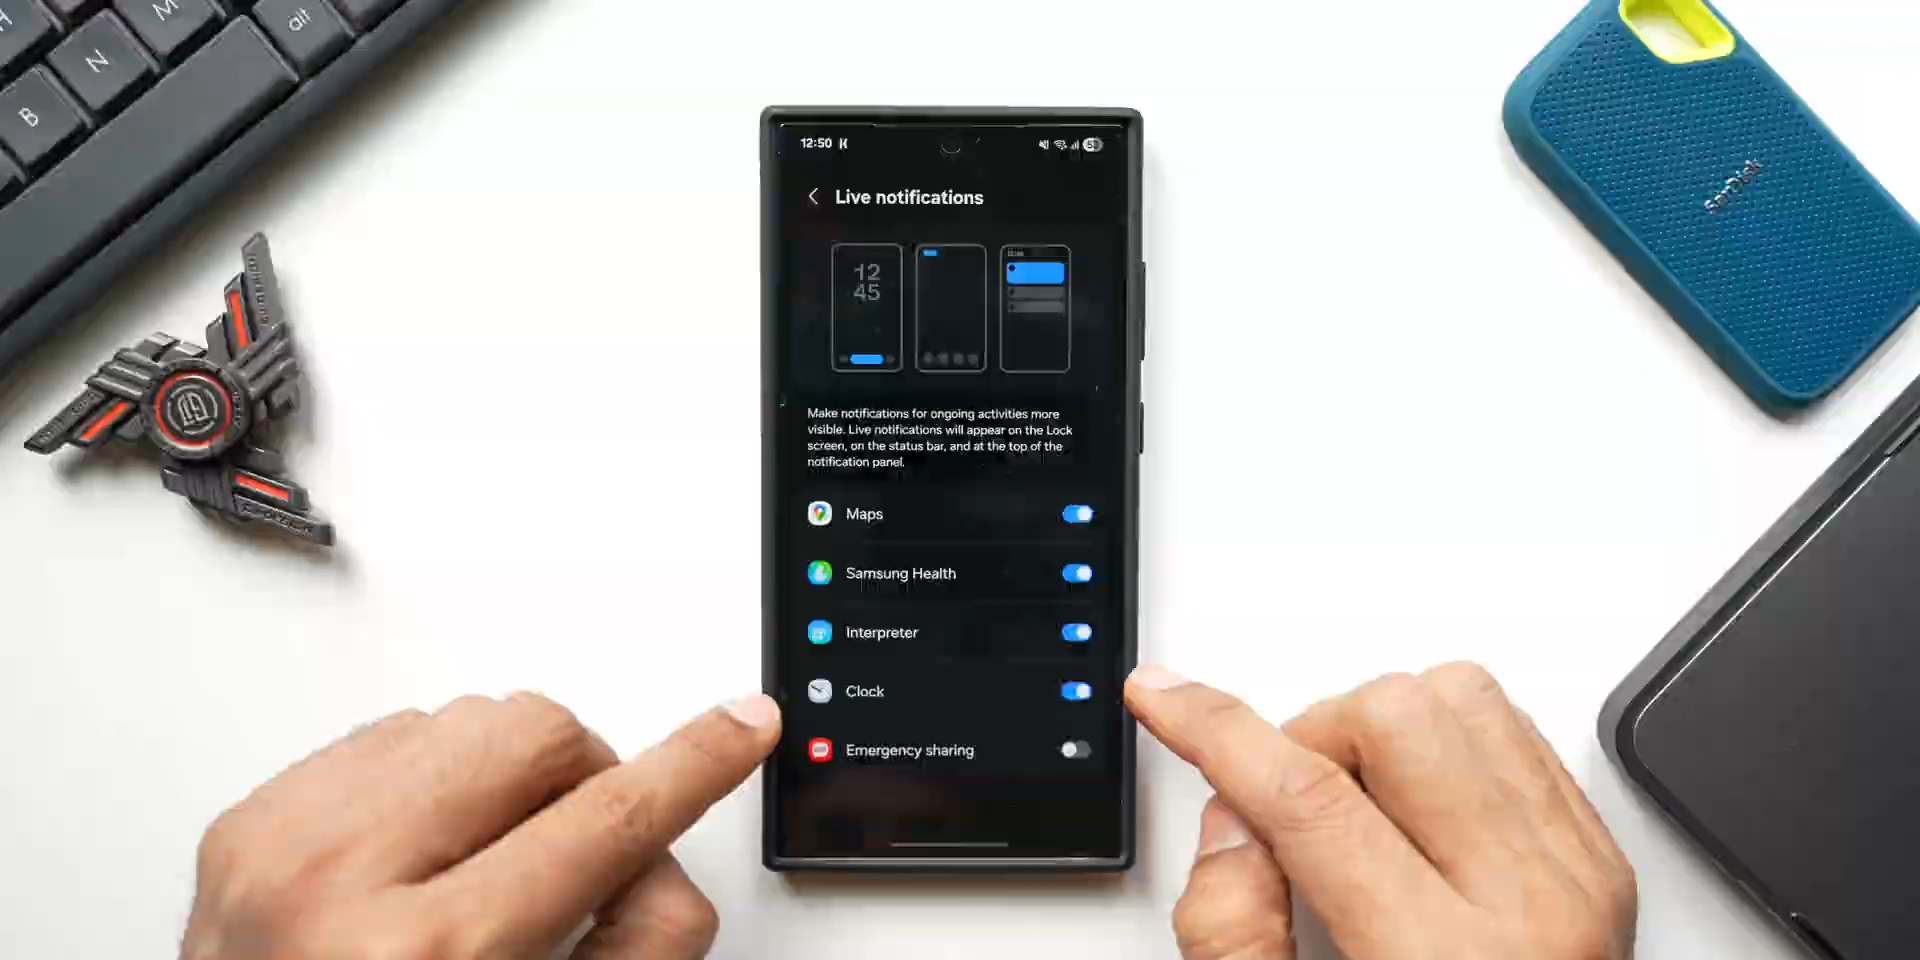 M
alt
N
B
SanDisk
12:50
Live notifications
12
45
Make notifications for ongoing activities more
visible. Live notifications will appear on the Lock
screen, on the status bar, and at the top of the
notification panel.
Maps
Samsung Health
Interpreter
Clock
Emergency sharing